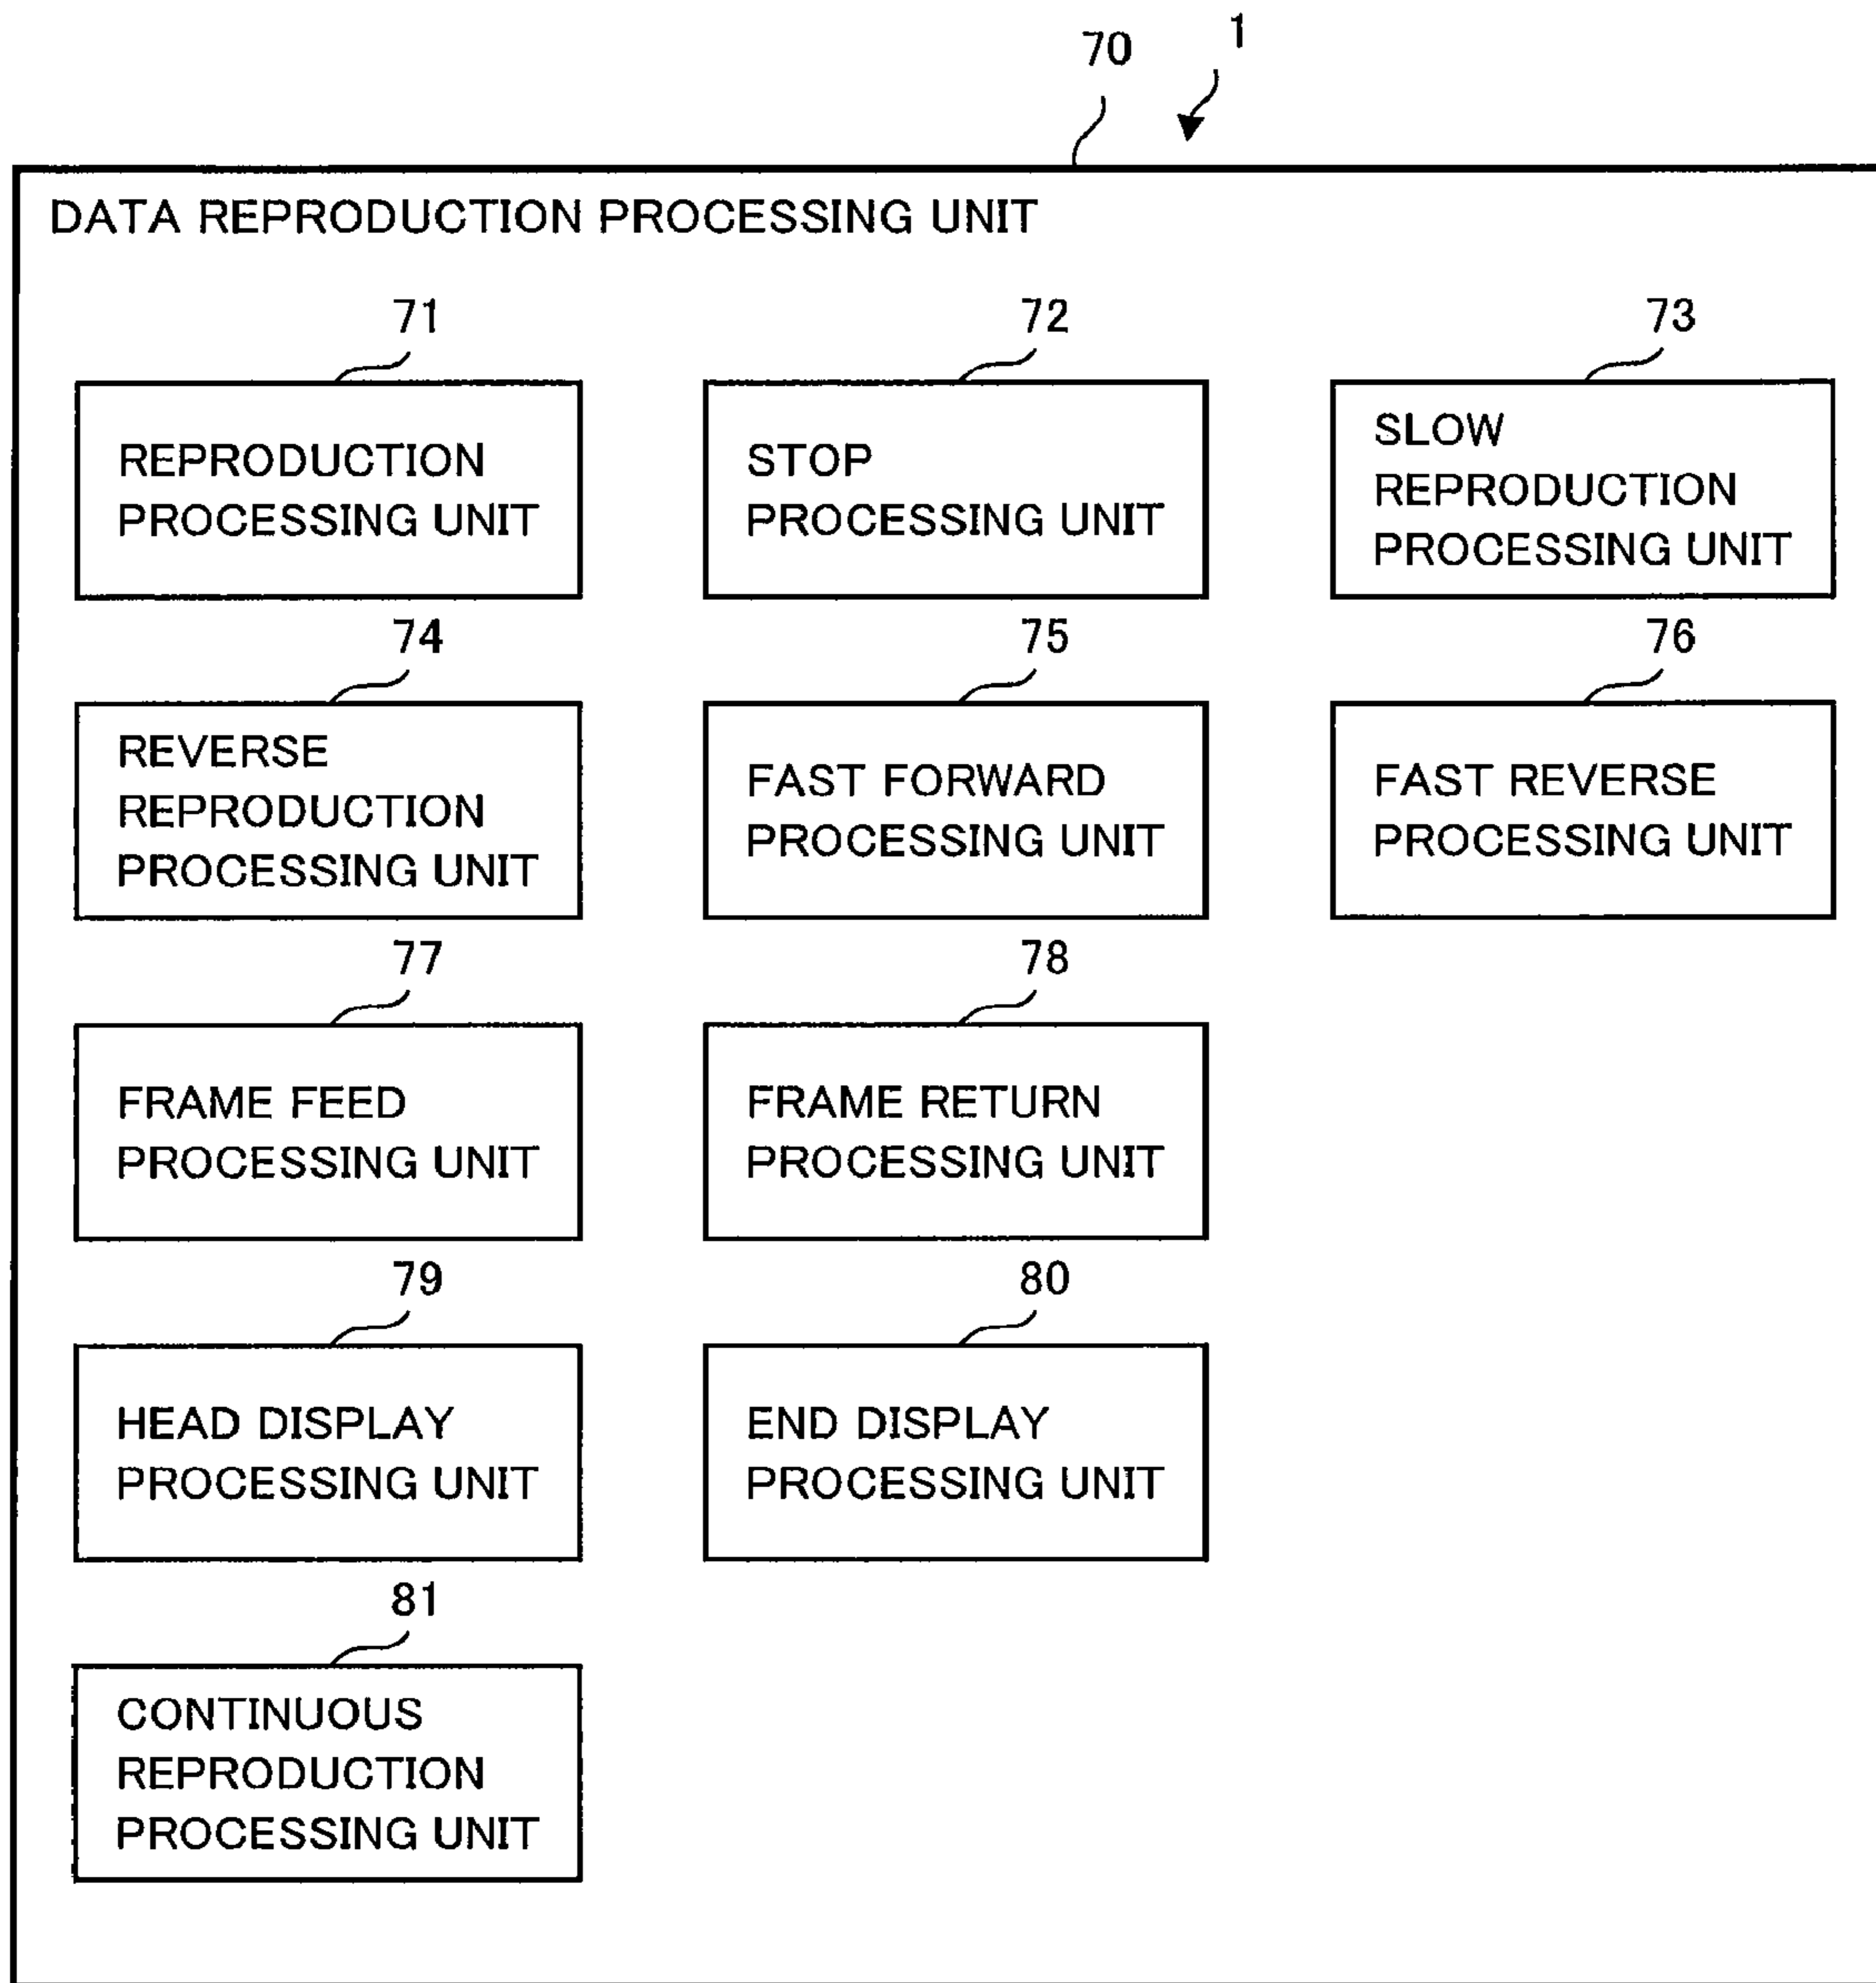 1
70
DATA REPRODUCTION PROCESSING UNIT
71
REPRODUCTION
PROCESSING UNIT
72
STOP
PROCESSING UNIT
73
SLOW
REPRODUCTION
PROCESSING UNIT
74
REVERSE
REPRODUCTION
PROCESSING UNIT
75
FAST FORWARD
PROCESSING UNIT
76
FAST REVERSE
PROCESSING UNIT
77
FRAME FEED
PROCESSING UNIT
78
FRAME RETURN
PROCESSING UNIT
79
HEAD DISPLAY
PROCESSING UNIT
80
END DISPLAY
PROCESSING UNIT
81
CONTINUOUS
REPRODUCTION
PROCESSING UNIT